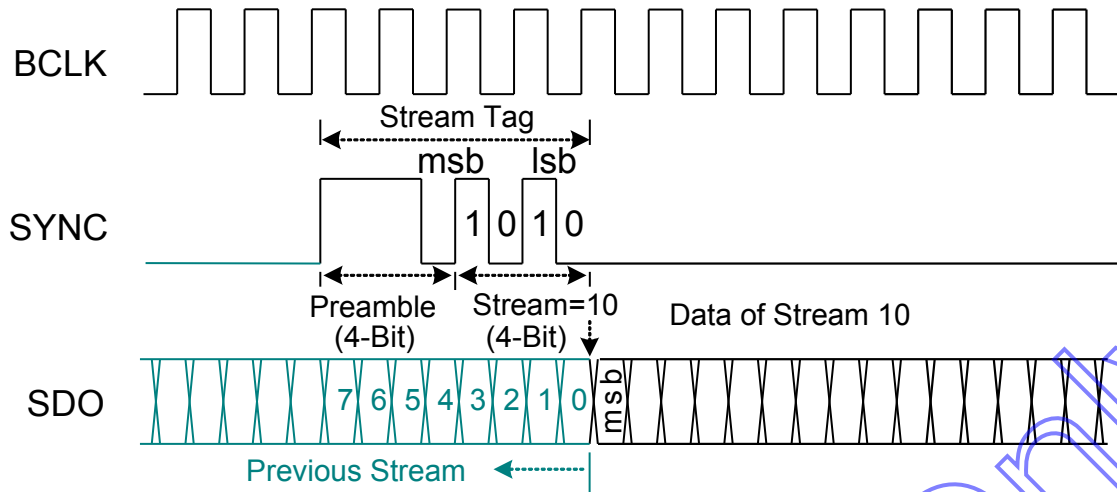 BCLK
Stream Tag
msb lsb
SYNC
1 0 1 0
Preamble
(4-Bit)
Stream=10
(4-Bit)
Data of Stream 10
SDO
7 6 5 4 3 2 1 0
msb
Previous Stream